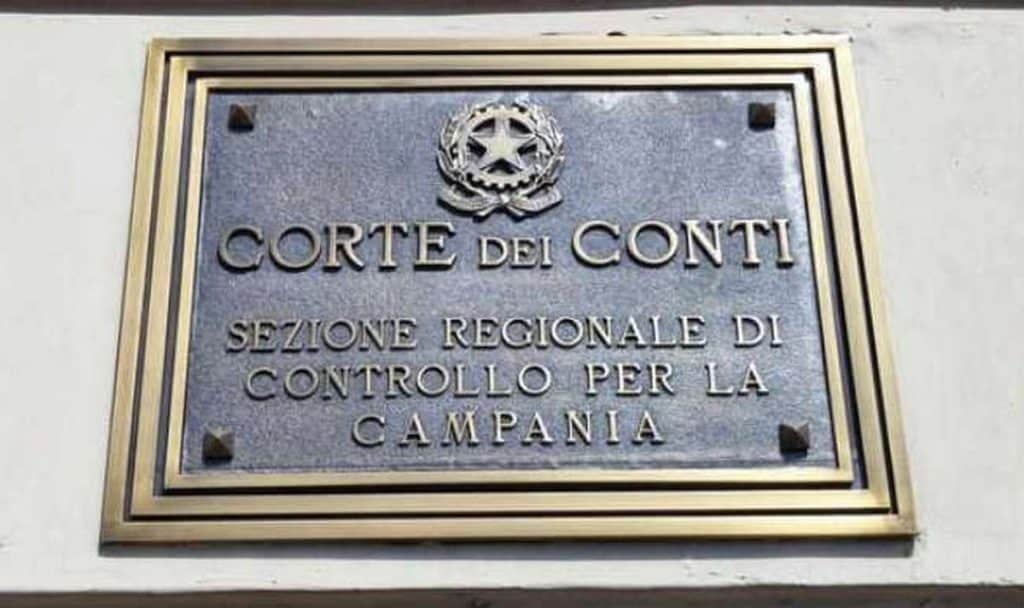 CORTE DEI CONTI
SEZIONE REGIONALE DI
CONTROLLO PER LA
CAMPANIA